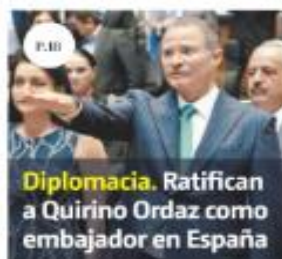 P.18
Diplomacia. Ratifican
a Quirino Ordaz como
embajador en España